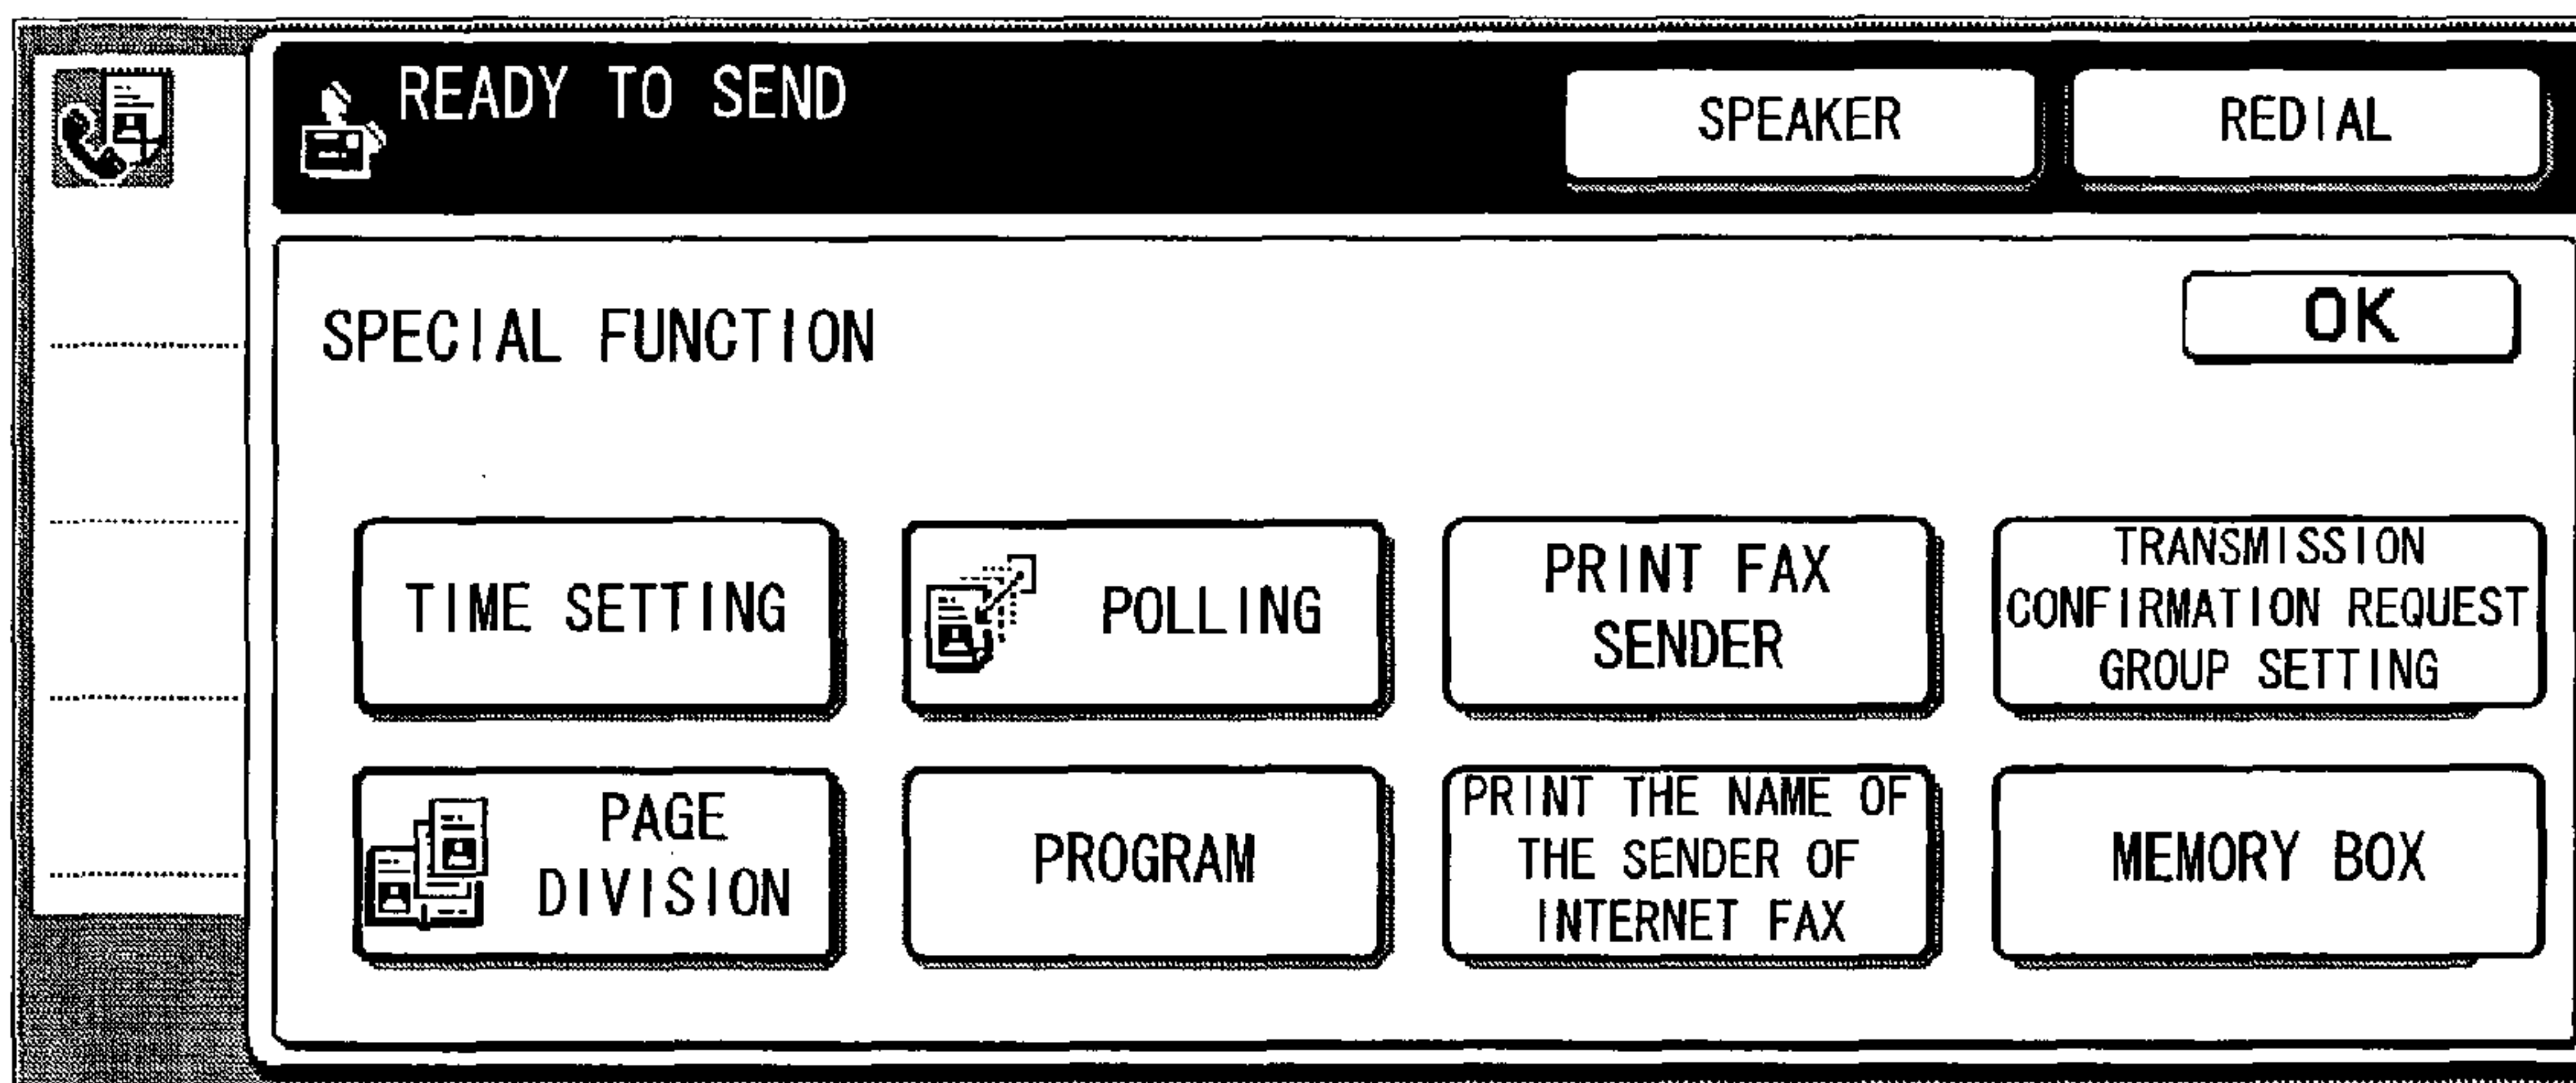 READY TO SEND
SPEAKER
REDIAL
SPECIAL FUNCTION
OK
TIME SETTING
POLLING
PRINT FAX
SENDER
TRANSMISSION
CONFIRMATION REQUEST
GROUP SETTING
PAGE
DIVISION
PROGRAM
PRINT THE NAME OF
THE SENDER OF
INTERNET FAX
MEMORY BOX